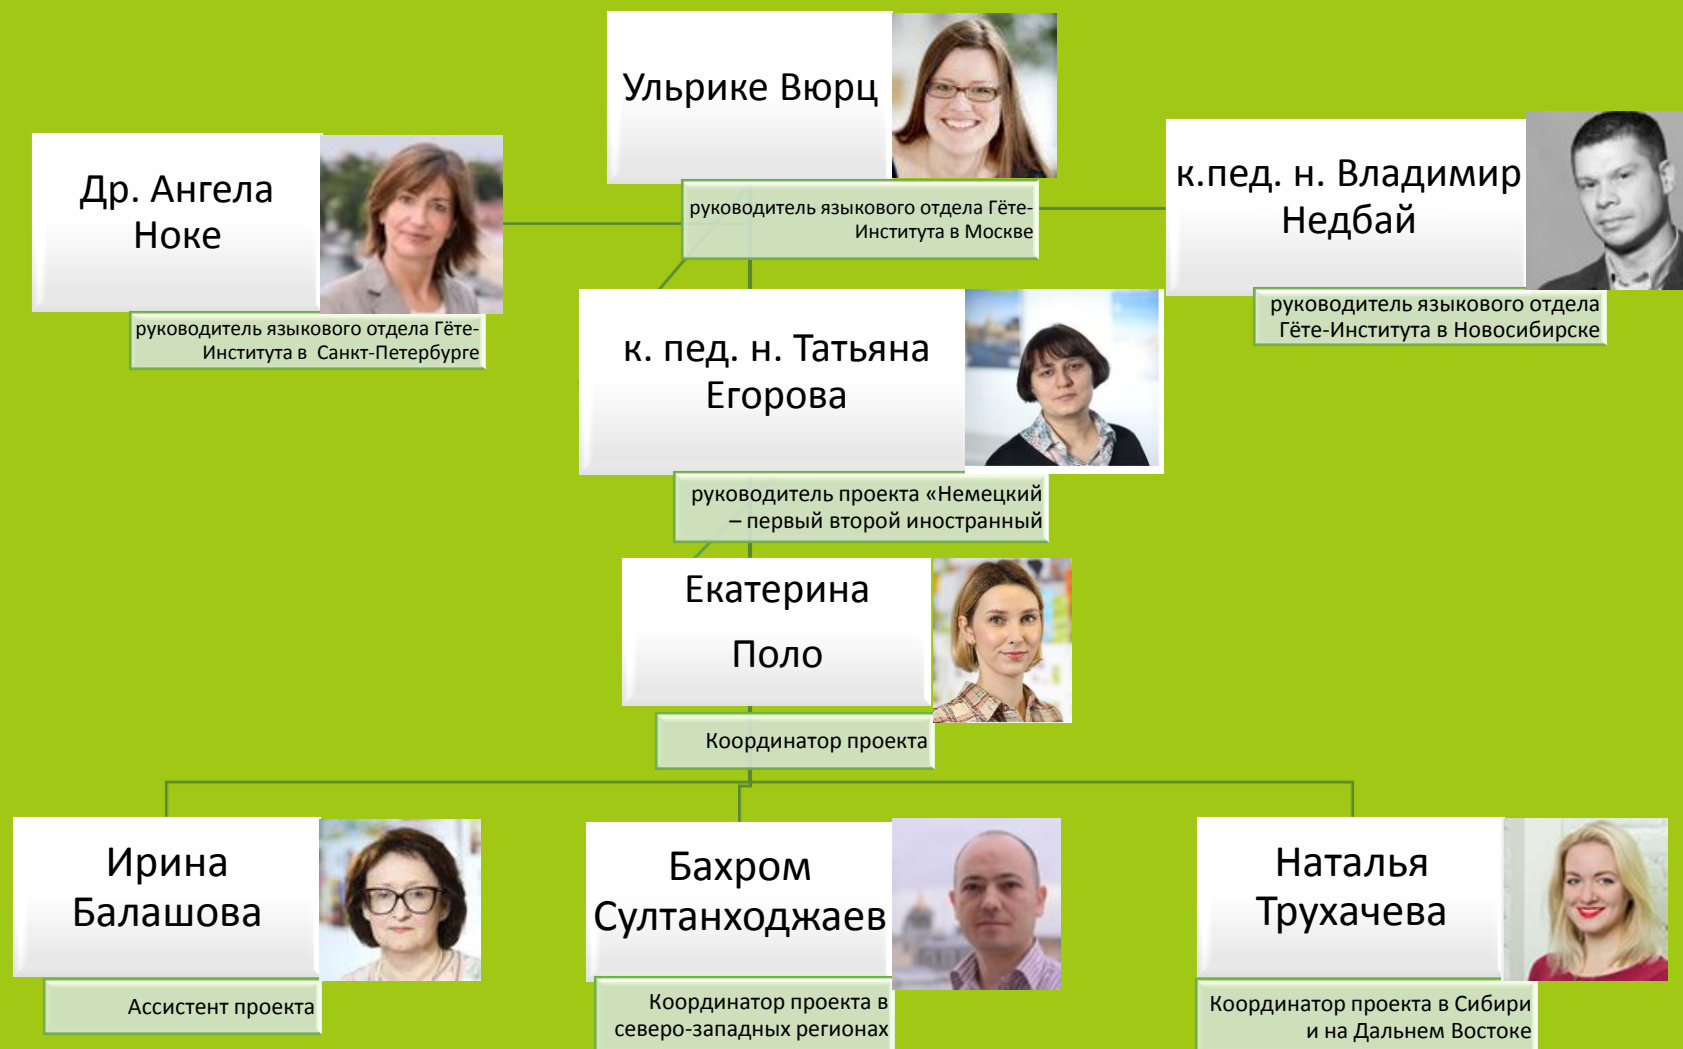 Ульрике Вюрц
руководитель языкового отдела Гёте-
Института в Москве
Др. Ангела
Ноке
руководитель языкового отдела Гёте-
Института в Санкт-Петербурге
к.пед. н. Владимир
Недбай
руководитель языкового отдела
Гёте-Института в Новосибирске
к. пед. н. Татьяна
Егорова
руководитель проекта «Немецкий
– первый второй иностранный
Екатерина
Поло
Координатор проекта
Ирина
Балашова
Ассистент проекта
Бахром
Султанходжаев
Координатор проекта в
северо-западных регионах
Наталья
Трухачева
Координатор проекта в Сибири
и на Дальнем Востоке